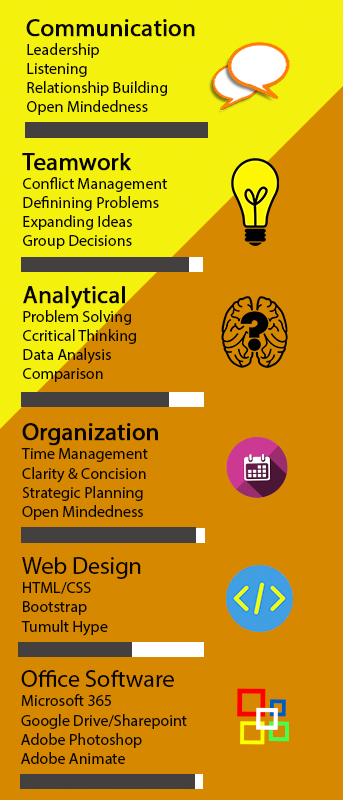 Communication
Leadership
Listening
Relationship Building
Open Mindedness
Teamwork
Conflict Management
Definining Problems
Expanding Ideas
Group Decisions
Analytical
Problem Solving
Ccritical Thinking
Data Analysis
Comparison
Organization
Time Management
Clarity & Concision
Strategic Planning
Open Mindedness
Web Design
HTML/CSS
Bootstrap
Tumult Hype
Office Software
Microsoft 365
Google Drive/Sharepoint
Adobe Photoshop
Adobe Animate